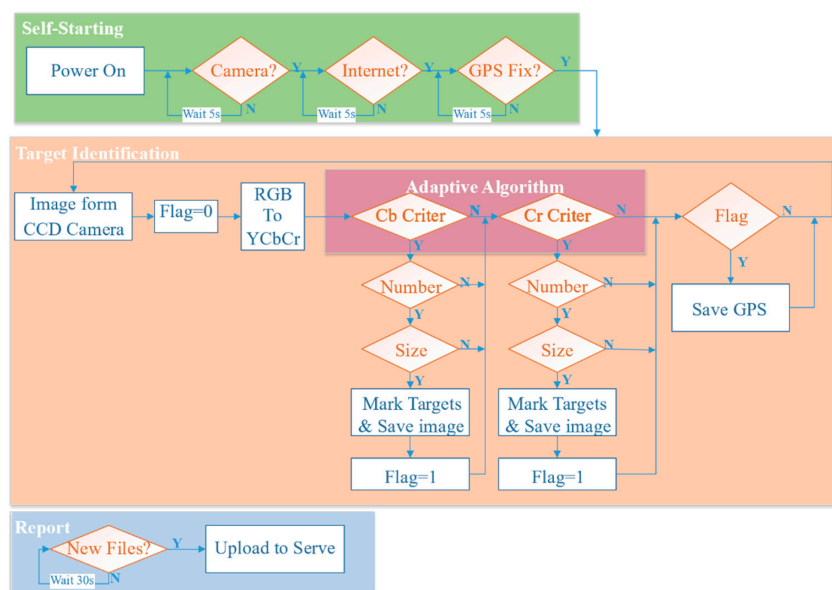 Self-Starting
Power On
Camera?
Y
Internet?
Y
GPS Fix?
Y
N
Wait 5s
N
Wait 5s
N
Wait 5s
Target Identification
Adaptive Algorithm
Image form
CCD Camera
Flag=0
RGB
To
YCbCr
Cb Criter
N
Cr Criter
N
Flag
N
Y
Y
Y
Number
N
Number
N
Save GPS
Y
Y
Size
N
Size
N
Y
Y
Mark Targets
& Save image
Mark Targets
& Save image
Flag=1
Flag=1
Report
New Files?
Y
Upload to Serve
N
Wait 30s